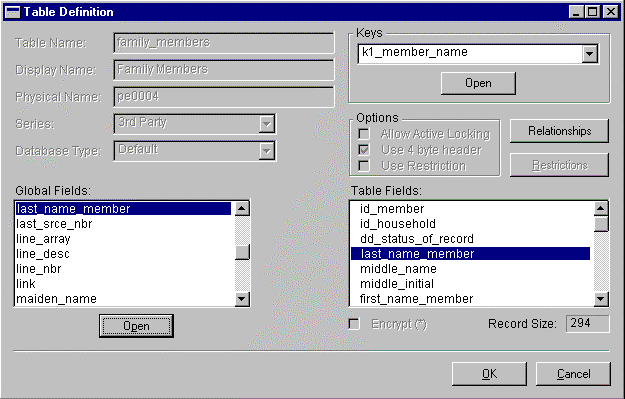 Table Definition
Table Name: family_members
Display Name: Family Members
Physical Name: pe0004
Series: 3rd Party
Database Type: Default
Keys
k1_member_name
Open
Options
Allow Active Locking
Use 4 byte header
Use Restriction
Relationships
Restrictions
Global Fields:
last_name_member
last_srce_nbr
line_array
line_desc
line_nbr
link
maiden_name
Open
Table Fields:
id_member
id_household
dd_status_of_record
last_name_member
middle_name
middle_initial
first_name_member
Encrypt (*)
Record Size: 294
OK
Cancel